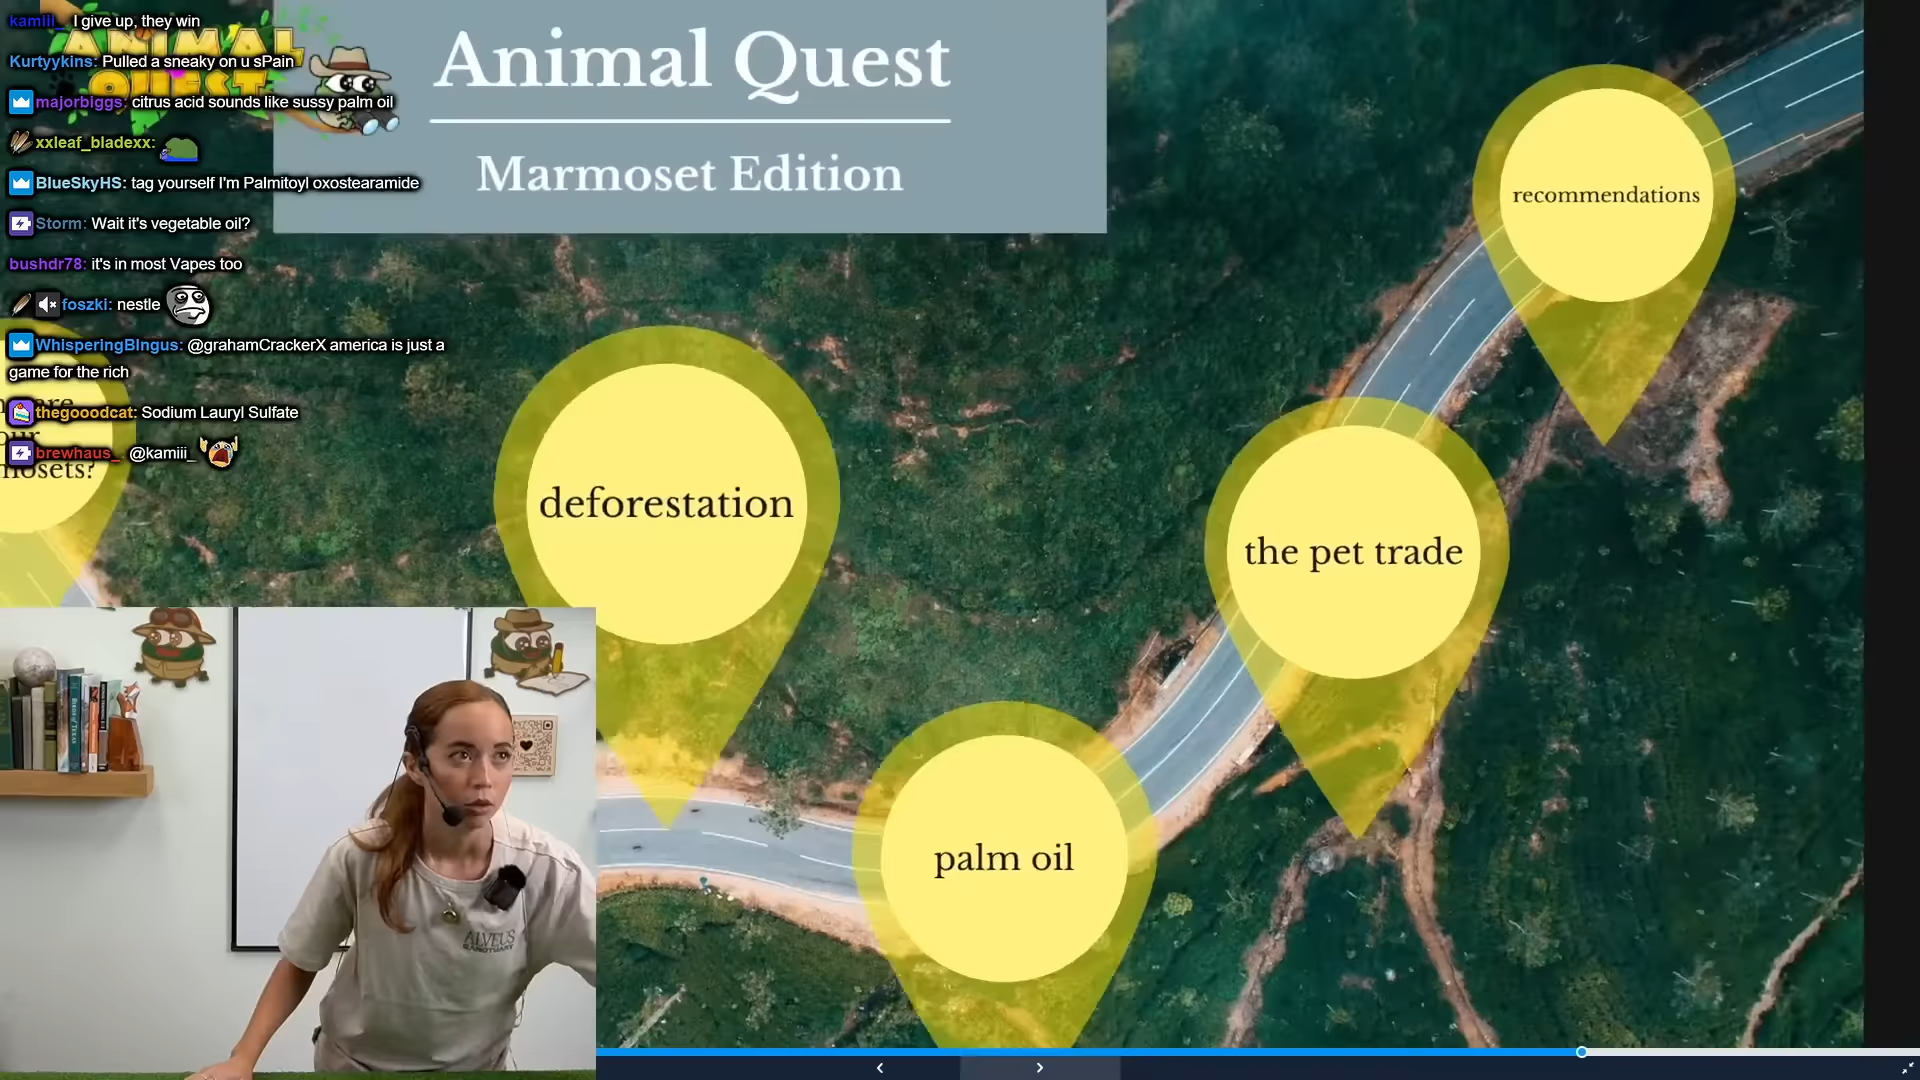 kamiii_ I give up, they win
Kurtyykins: Pulled a sneaky on u sPain
majorbiggs: citrus acid sounds like sussy palm oil
xxleaf_bladexx:
BlueSkyHS: tag yourself I'm Palmitoyl oxostearamide
Storm: Wait it's vegetable oil?
bushdr78: it's in most Vapes too
foszki: nestle
WhisperingBIngus: @grahamCrackerX america is just a
game for the rich
thegooodcat: Sodium Lauryl Sulfate
brewhaus_ @kamiii_
ANIMAL
QUEST
Animal Quest
Marmoset Edition
recommendations
deforestation
the pet trade
palm oil
ALVEUS
SANCTUARY